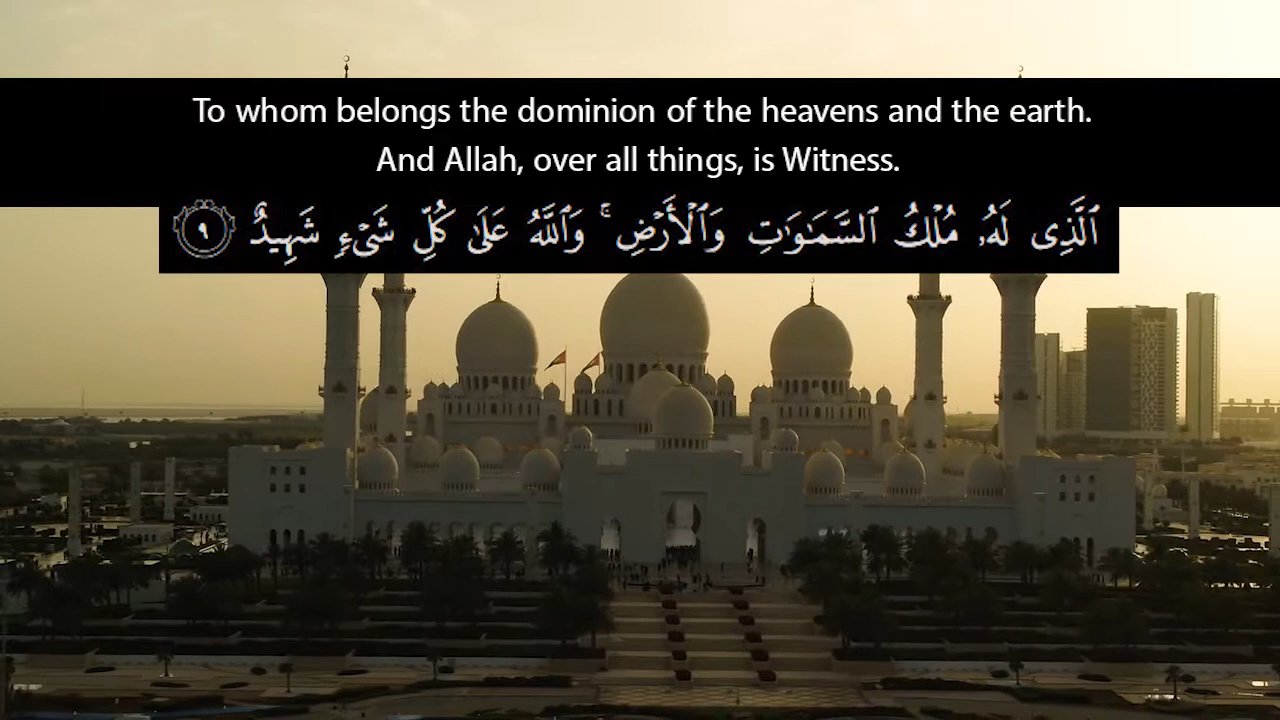 To whom belongs the dominion of the heavens and the earth.
And Allah, over all things, is Witness.
ٱلَّذِى لَهُۥ مُلْكُ ٱلسَّمَـٰوَٰتِ وَٱلْأَرْضِ ۚ وَٱللَّهُ عَلَىٰ كُلِّ شَىْءٍ شَهِيدٌ ٩